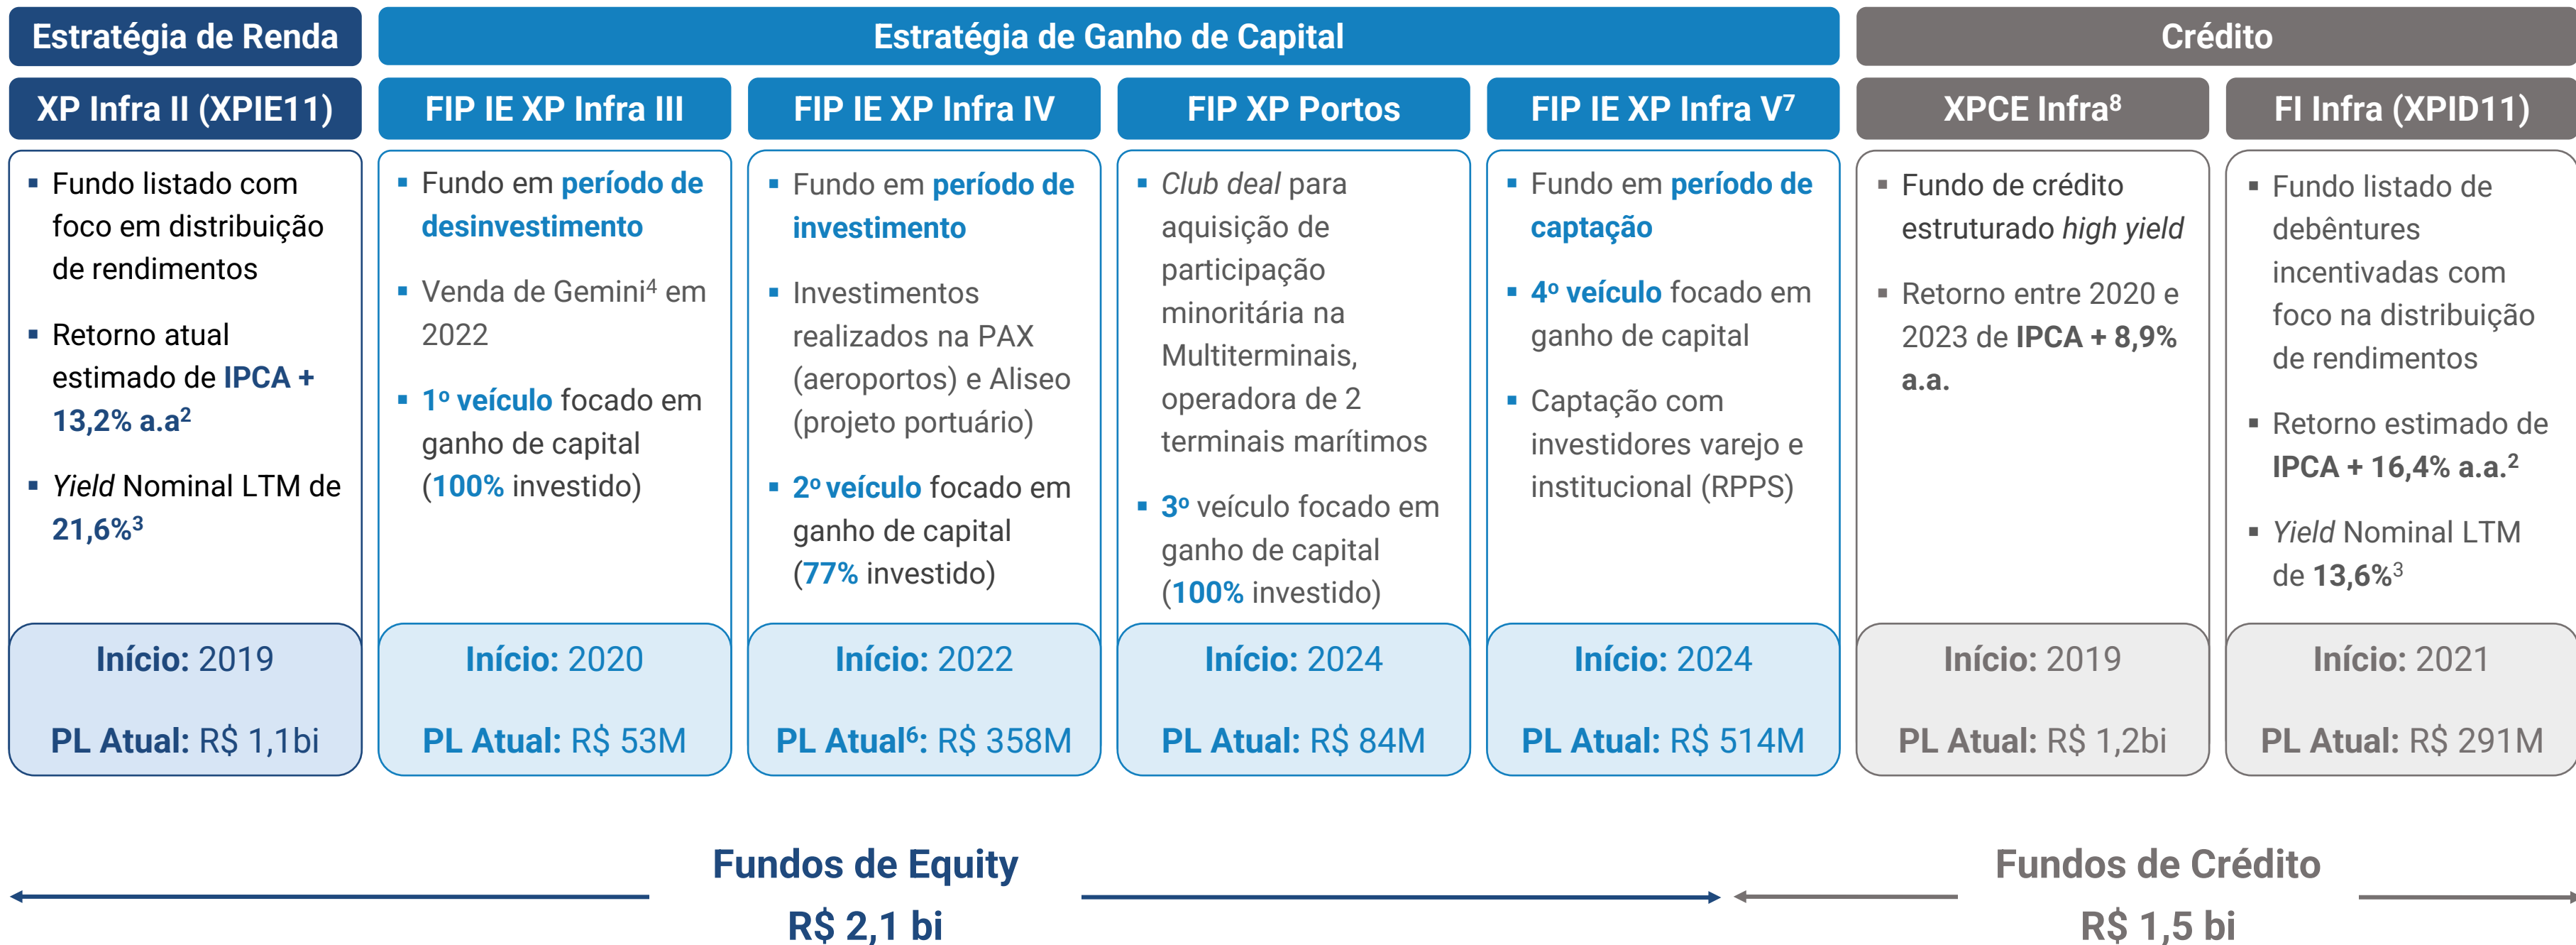 Estratégia de Renda
Estratégia de Ganho de Capital
Crédito
XP Infra II (XPIE11)
FIP IE XP Infra III
FIP IE XP Infra IV
FIP XP Portos
FIP IE XP Infra V⁷
XPCE Infra⁸
FI Infra (XPID11)
▪ Fundo listado com
foco em distribuição
de rendimentos
▪ Retorno atual
estimado de IPCA +
13,2% a.a²
▪ Yield Nominal LTM de
21,6%³
Início: 2019
PL Atual: R$ 1,1bi
▪ Fundo em período de
desinvestimento
▪ Venda de Gemini⁴ em
2022
▪ 1º veículo focado em
ganho de capital
(100% investido)
Início: 2020
PL Atual: R$ 53M
▪ Fundo em período de
investimento
▪ Investimentos
realizados na PAX
(aeroportos) e Aliseo
(projeto portuário)
▪ 2º veículo focado em
ganho de capital
(77% investido)
Início: 2022
PL Atual⁶: R$ 358M
▪ Club deal para
aquisição de
participação
minoritária na
Multiterminais,
operadora de 2
terminais marítimos
▪ 3º veículo focado em
ganho de capital
(100% investido)
Início: 2024
PL Atual: R$ 84M
▪ Fundo em período de
captação
▪ 4º veículo focado em
ganho de capital
▪ Captação com
investidores varejo e
institucional (RPPS)
Início: 2024
PL Atual: R$ 514M
▪ Fundo de crédito
estruturado high yield
▪ Retorno entre 2020 e
2023 de IPCA + 8,9%
a.a.
Início: 2019
PL Atual: R$ 1,2bi
▪ Fundo listado de
debêntures
incentivadas com
foco na distribuição
de rendimentos
▪ Retorno estimado de
IPCA + 16,4% a.a.²
▪ Yield Nominal LTM
de 13,6%³
Início: 2021
PL Atual: R$ 291M
Fundos de Equity
R$ 2,1 bi
Fundos de Crédito
R$ 1,5 bi